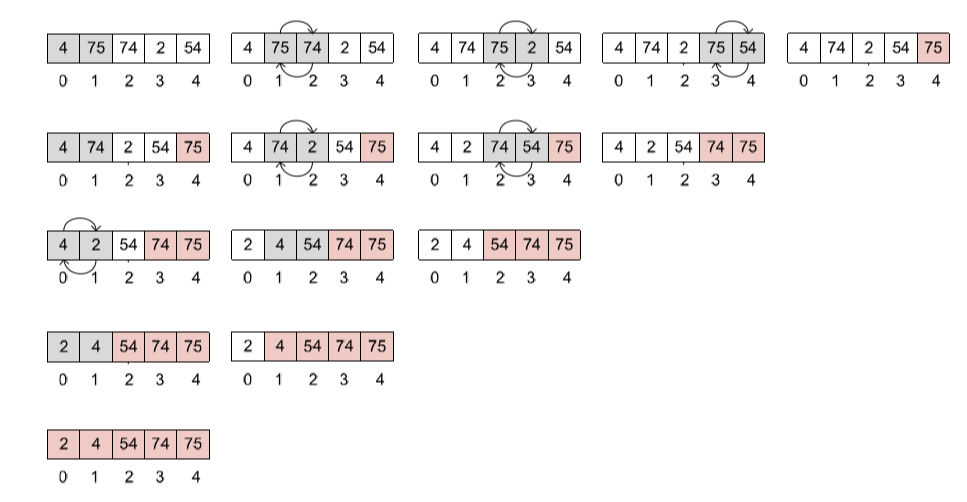 4 75 74 2 54 4 75 74 2 54 4 74 75 2 54 4 74 2 75 54 4 74 2 54 75
0 1 2 3 4 0 1 2 3 4 0 1 2 3 4 0 1 2 3 4 0 1 2 3 4
4 74 2 54 75 4 74 2 54 75 4 2 74 54 75 4 2 54 74 75
0 1 2 3 4 0 1 2 3 4 0 1 2 3 4 0 1 2 3 4
4 2 54 74 75 2 4 54 74 75 2 4 54 74 75
0 1 2 3 4 0 1 2 3 4 0 1 2 3 4
2 4 54 74 75 2 4 54 74 75
0 1 2 3 4 0 1 2 3 4
2 4 54 74 75
0 1 2 3 4